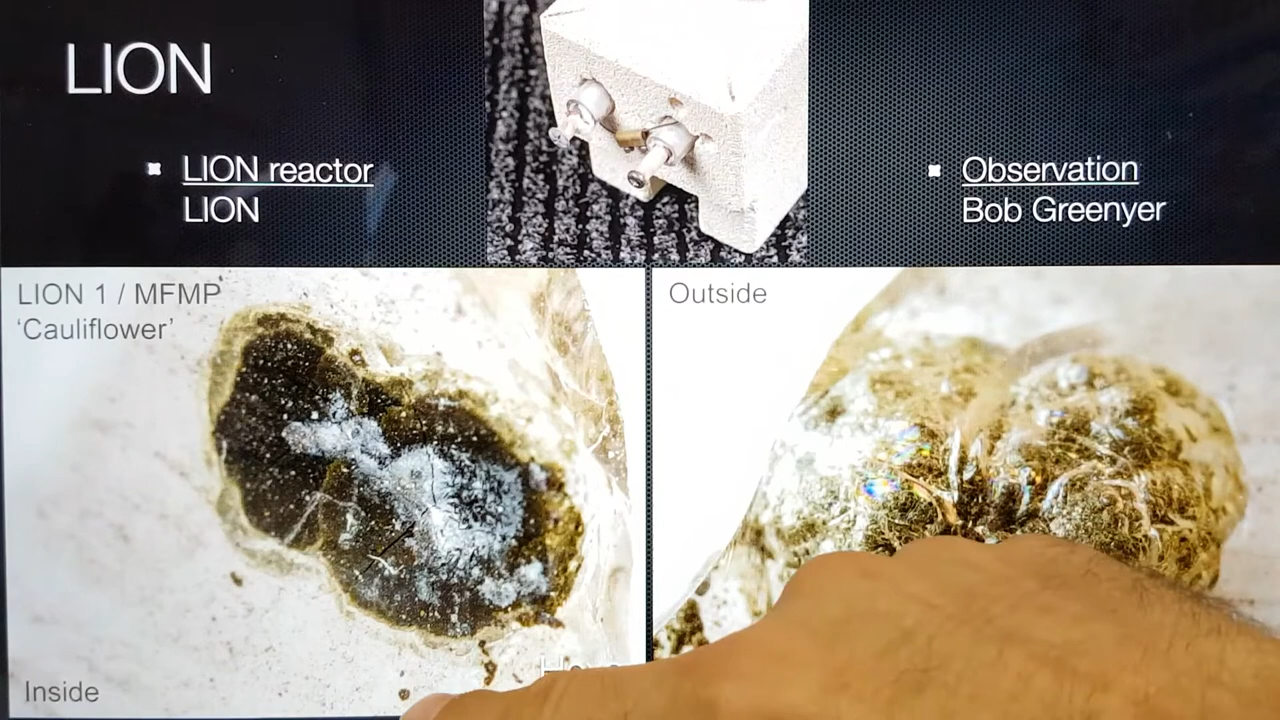 LION
LION reactor
LION
Observation
Bob Greenyer
LION 1 / MFMP
‘Cauliflower’
Outside
Inside